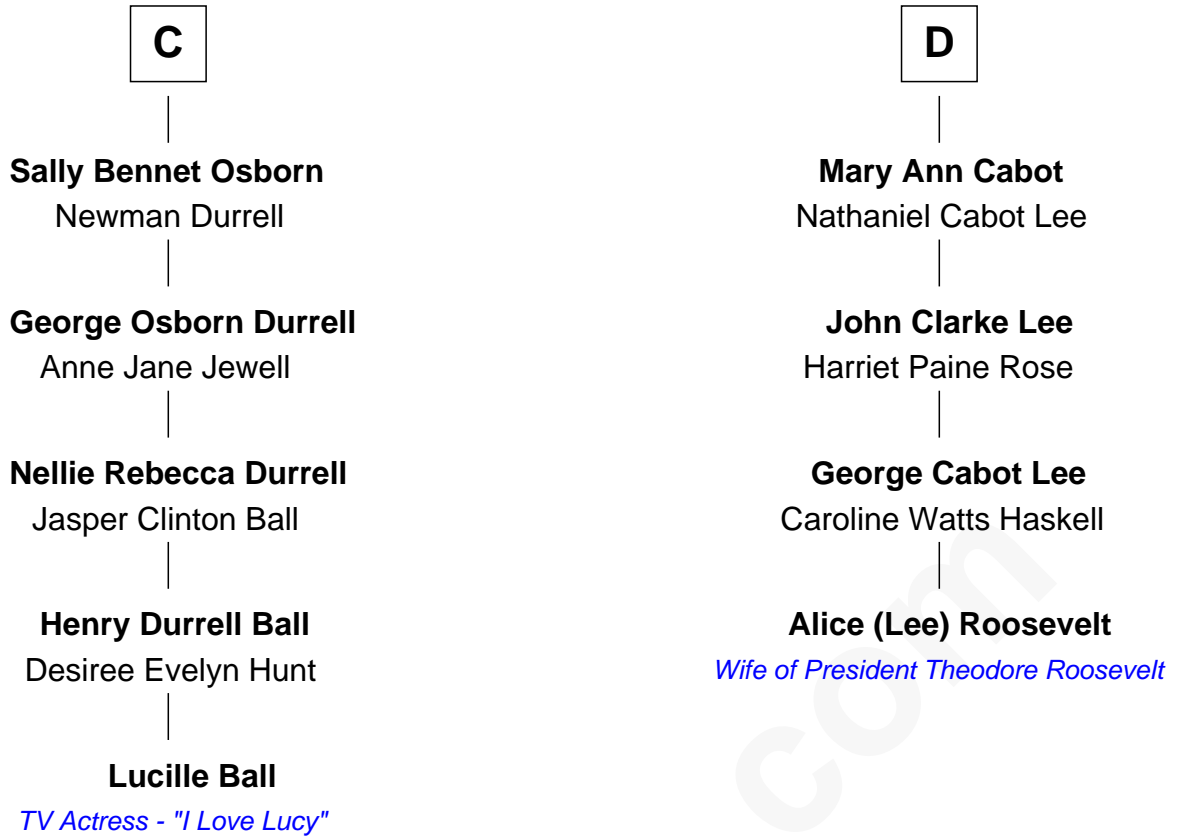 C
Sally Bennet Osborn
Newman Durrell
George Osborn Durrell
Anne Jane Jewell
Nellie Rebecca Durrell
Jasper Clinton Ball
Henry Durrell Ball
Desiree Evelyn Hunt
Lucille Ball
TV Actress - "I Love Lucy"
D
Mary Ann Cabot
Nathaniel Cabot Lee
John Clarke Lee
Harriet Paine Rose
George Cabot Lee
Caroline Watts Haskell
Alice (Lee) Roosevelt
Wife of President Theodore Roosevelt
com